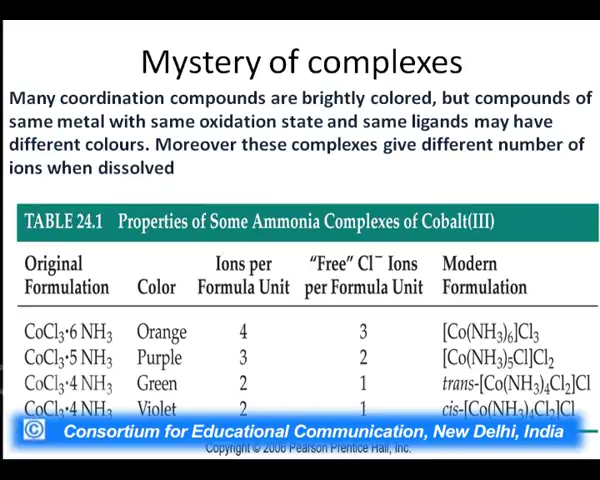 Mystery of complexes
Many coordination compounds are brightly colored, but compounds of
same metal with same oxidation state and same ligands may have
different colours. Moreover these complexes give different number of
ions when dissolved
TABLE 24.1 Properties of Some Ammonia Complexes of Cobalt(III)
Original Formulation Color Ions per Formula Unit "Free" Cl⁻ Ions per Formula Unit Modern Formulation
CoCl₃·6 NH₃ Orange 4 3 [Co(NH₃)₆]Cl₃
CoCl₃·5 NH₃ Purple 3 2 [Co(NH₃)₅Cl]Cl₂
CoCl₃·4 NH₃ Green 2 1 trans-[Co(NH₃)₄Cl₂]Cl
CoCl₃·4 NH₃ Violet 2 1 cis-[Co(NH₃)₄Cl₂]Cl
© Consortium for Educational Communication, New Delhi, India
Copyright © 2006 Pearson Prentice Hall, Inc.